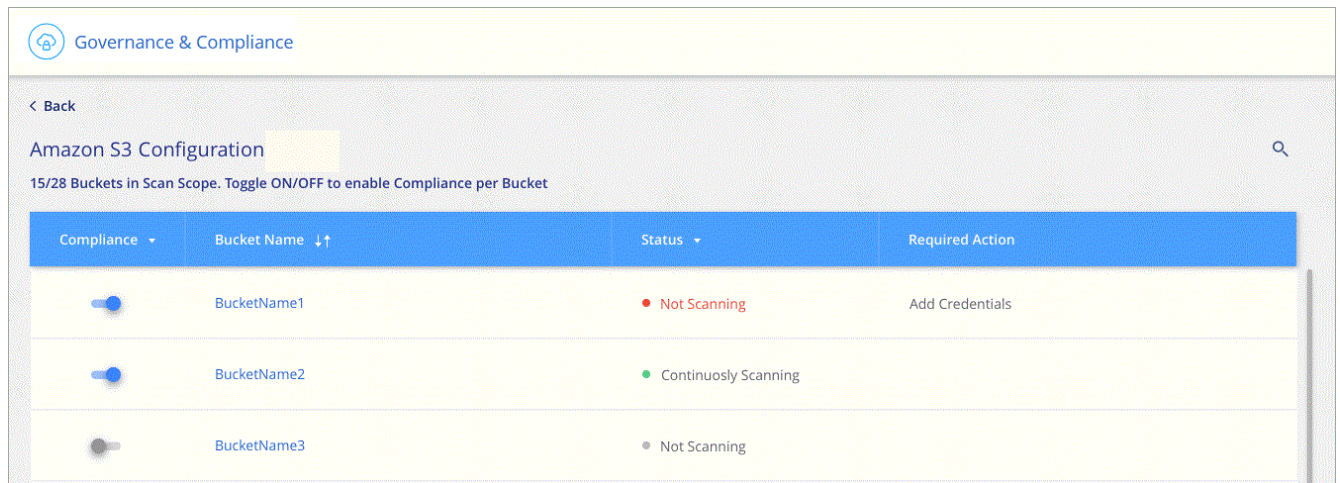 Governance & Compliance
Back
Amazon S3 Configuration
15/28 Buckets in Scan Scope. Toggle ON/OFF to enable Compliance per Bucket
Compliance Bucket Name Status Required Action
BucketName1 Not Scanning Add Credentials
BucketName2 Continuosly Scanning
BucketName3 Not Scanning